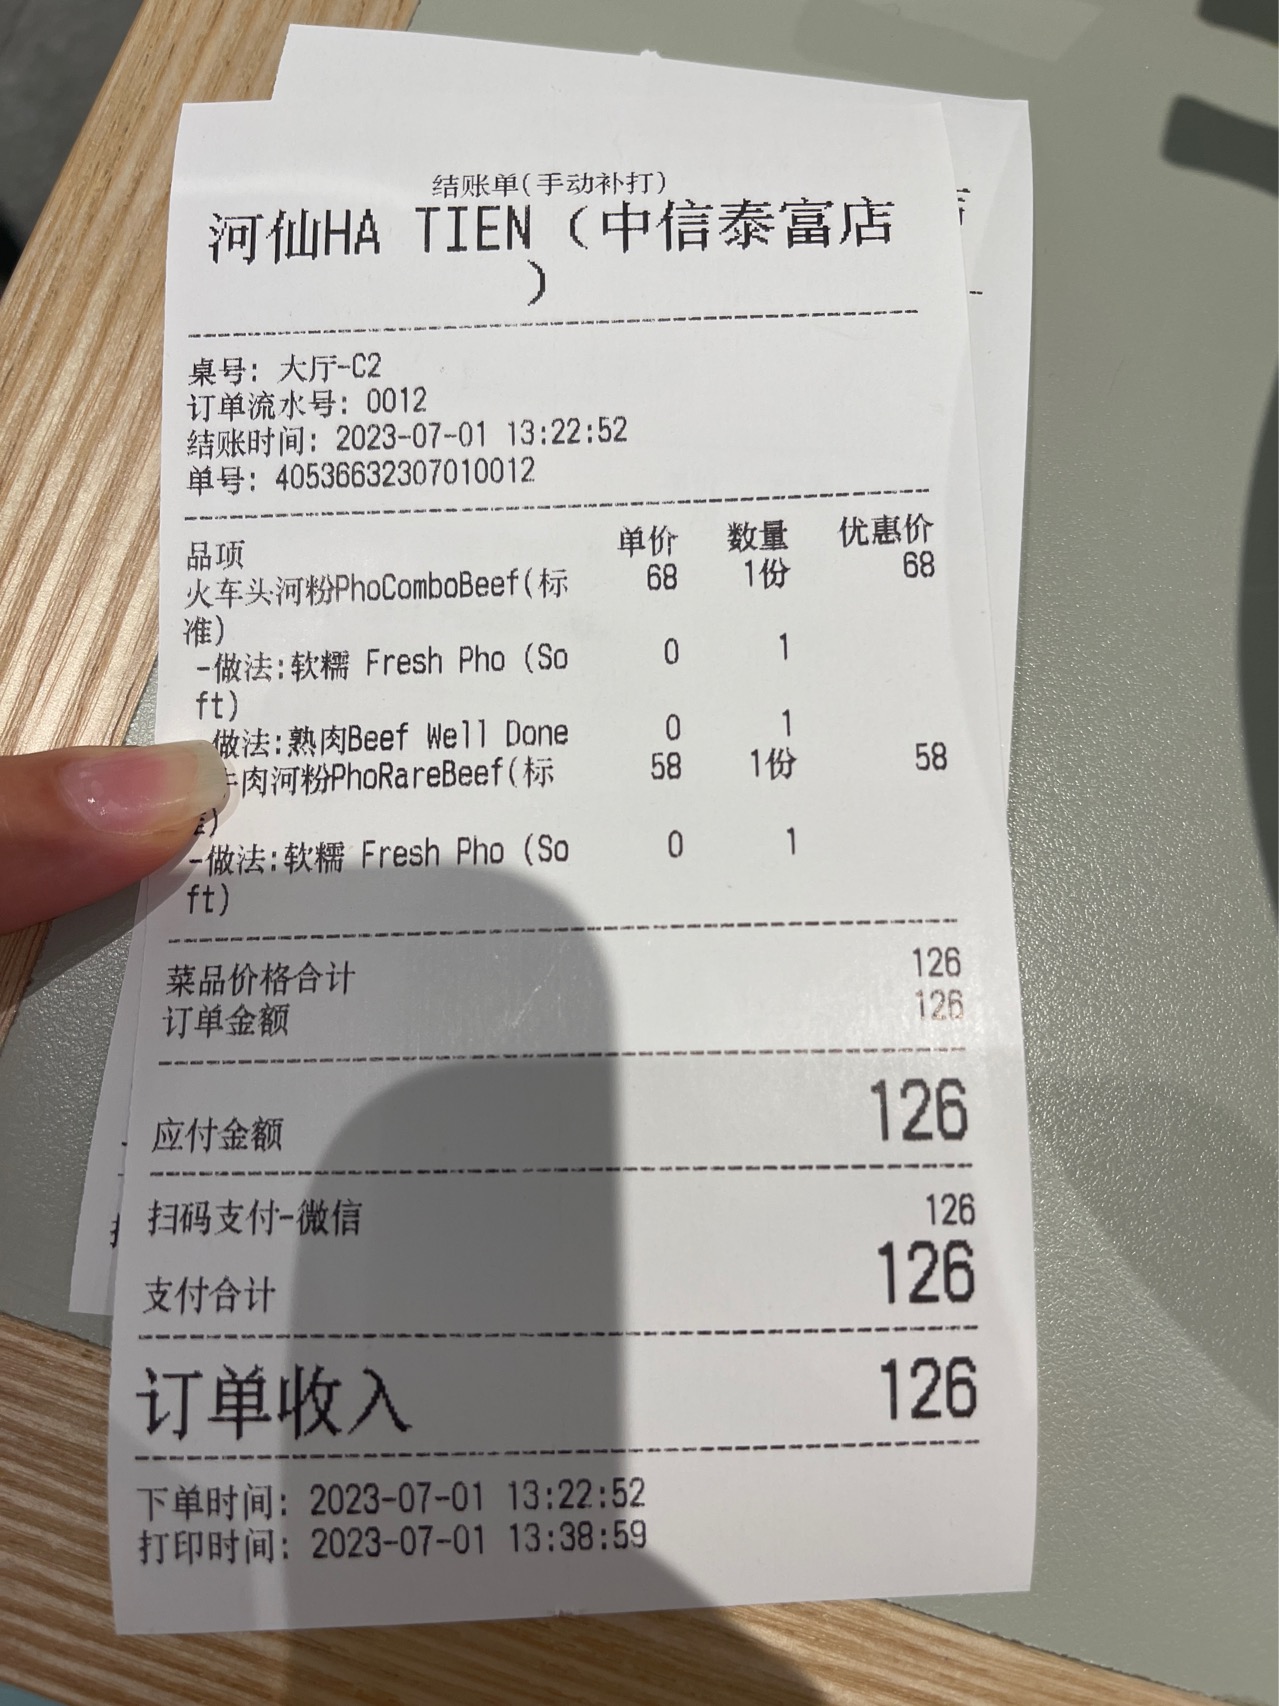 结账单(手动补打)
河仙HA TIEN（中信泰富店
）
桌号: 大厅-C2
订单流水号: 0012
结账时间: 2023-07-01 13:22:52
单号: 40536632307010012
品项 单价 数量 优惠价
火车头河粉PhoComboBeef(标 68 1份 68
准)
-做法:软糯 Fresh Pho (So 0 1
ft)
做法:熟肉Beef Well Done 0 1
牛肉河粉PhoRareBeef(标 58 1份 58
)
-做法:软糯 Fresh Pho (So 0 1
ft)
菜品价格合计 126
订单金额 126
应付金额 126
扫码支付-微信 126
支付合计 126
订单收入 126
下单时间: 2023-07-01 13:22:52
打印时间: 2023-07-01 13:38:59